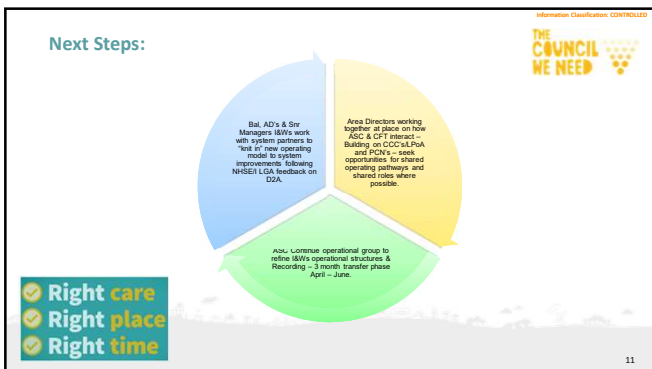 Information Classification: CONTROLLED
Next Steps:
THE
COUNCIL
WE NEED
Bal, AD's & Snr
Managers I&Ws work
with system partners to
"knit in" new operating
model to system
improvements following
NHSE/I LGA feedback on
D2A.
Area Directors working
together at place on how
ASC & CFT interact –
Building on CCC's/LPoA
and PCN's – seek
opportunities for shared
operating pathways and
shared roles where
possible.
ASC Continue operational group to
refine I&Ws operational structures &
Recording – 3 month transfer phase
April – June.
Right care
Right place
Right time
11